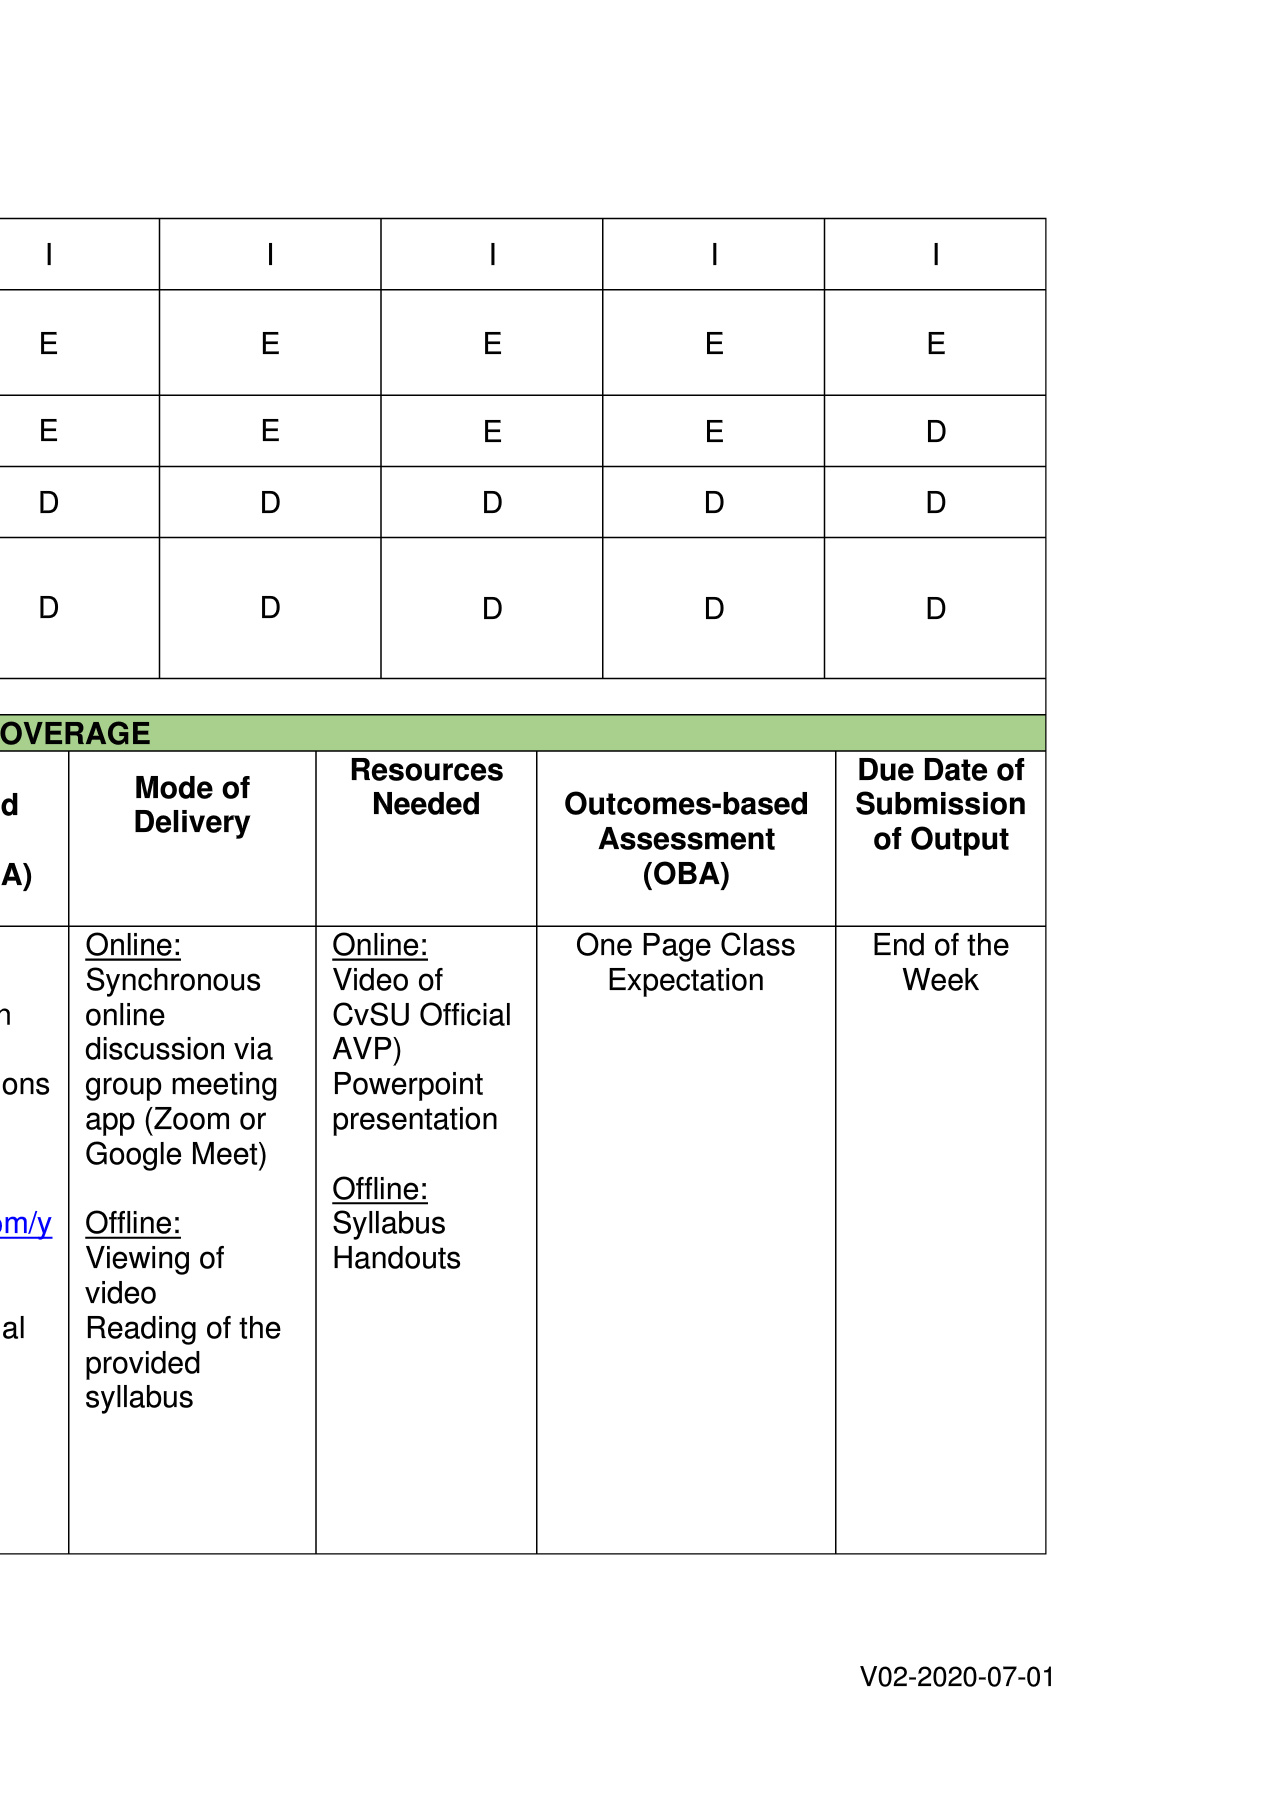 I I I I I
E E E E E
E E E E D
D D D D D
D D D D D
OVERAGE
d
A)
Mode of
Delivery
Resources
Needed
Outcomes-based
Assessment
(OBA)
Due Date of
Submission
of Output
n
ons
om/y
al
Online:
Synchronous
online
discussion via
group meeting
app (Zoom or
Google Meet)
Offline:
Viewing of
video
Reading of the
provided
syllabus
Online:
Video of
CvSU Official
AVP)
Powerpoint
presentation
Offline:
Syllabus
Handouts
One Page Class
Expectation
End of the
Week
V02-2020-07-01